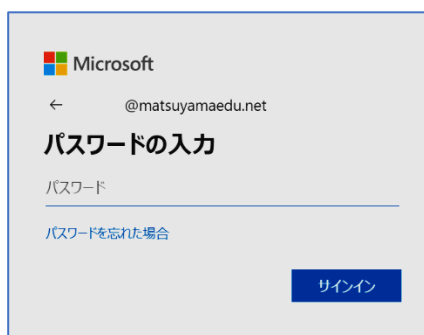 Microsoft
← @matsuyamaedu.net
パスワードの入力
パスワード
パスワードを忘れた場合
サインイン